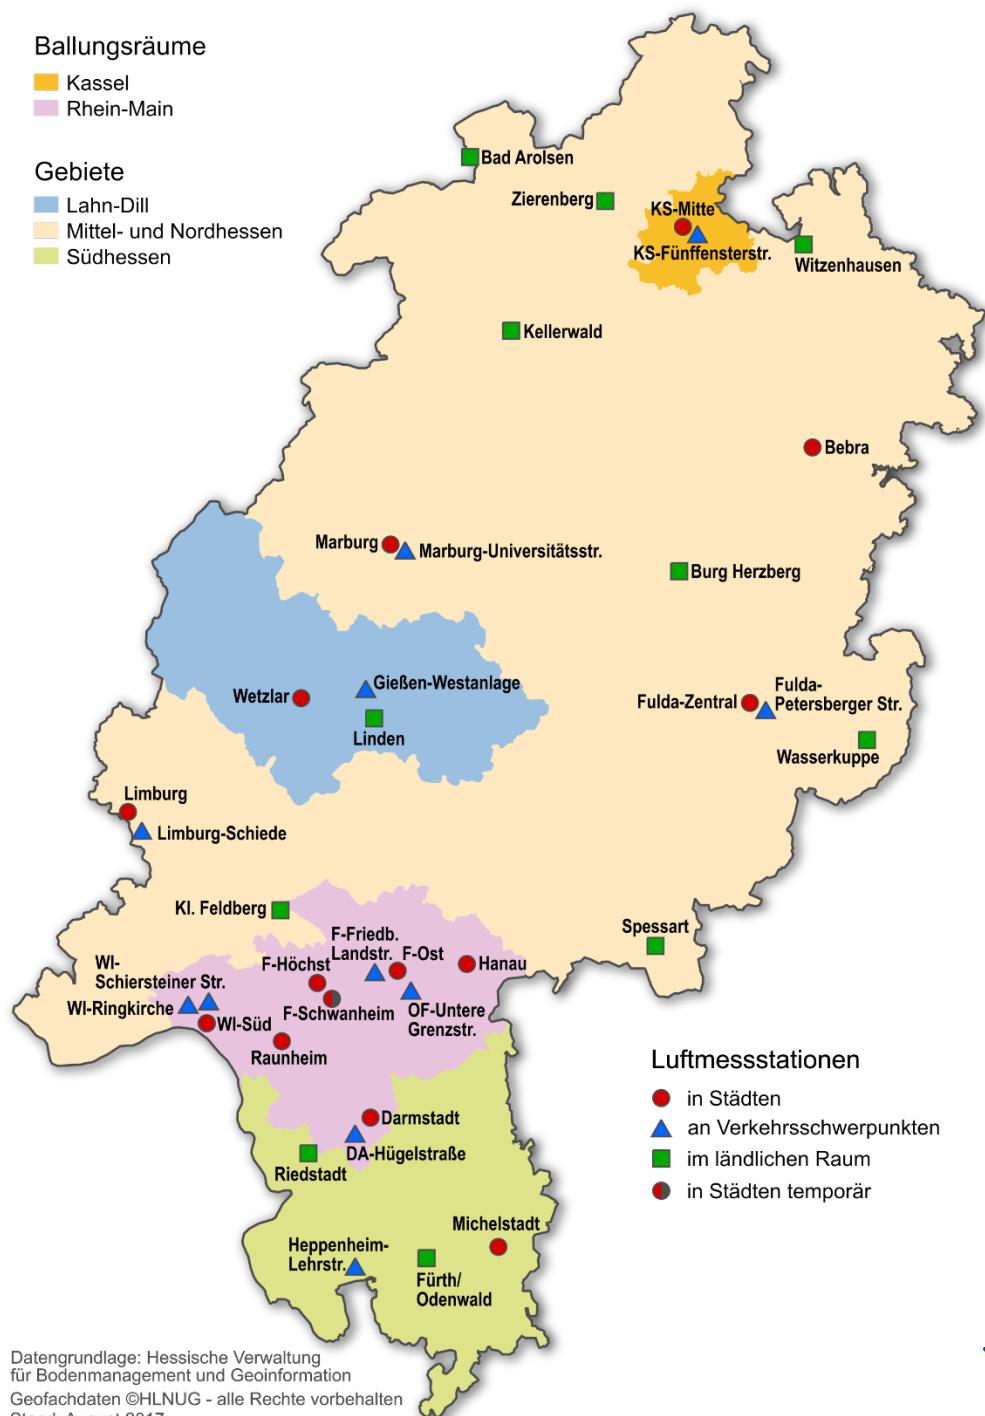 Ballungsräume
Kassel
Rhein-Main
Gebiete
Lahn-Dill
Mittel- und Nordhessen
Südhessen
Bad Arolsen
Zierenberg
KS-Mitte
KS-Fünffensterstr.
Witzenhausen
Kellerwald
Bebra
Marburg
Marburg-Universitätsstr.
Burg Herzberg
Gießen-Westanlage
Wetzlar
Linden
Fulda-Zentral
Fulda-
Petersberger Str.
Wasserkuppe
Limburg
Limburg-Schiede
Kl. Feldberg
Spessart
F-Friedb.
Landstr.
F-Ost
Hanau
WI-
Schiersteiner Str.
F-Höchst
WI-Ringkirche
F-Schwanheim
OF-Untere
Grenzstr.
WI-Süd
Raunheim
Darmstadt
DA-Hügelstraße
Riedstadt
Michelstadt
Heppenheim-
Lehrstr.
Fürth/
Odenwald
Luftmessstationen
in Städten
an Verkehrsschwerpunkten
im ländlichen Raum
in Städten temporär
Datengrundlage: Hessische Verwaltung
für Bodenmanagement und Geoinformation
Geofachdaten ©HLNUG - alle Rechte vorbehalten
Stand: August 2017